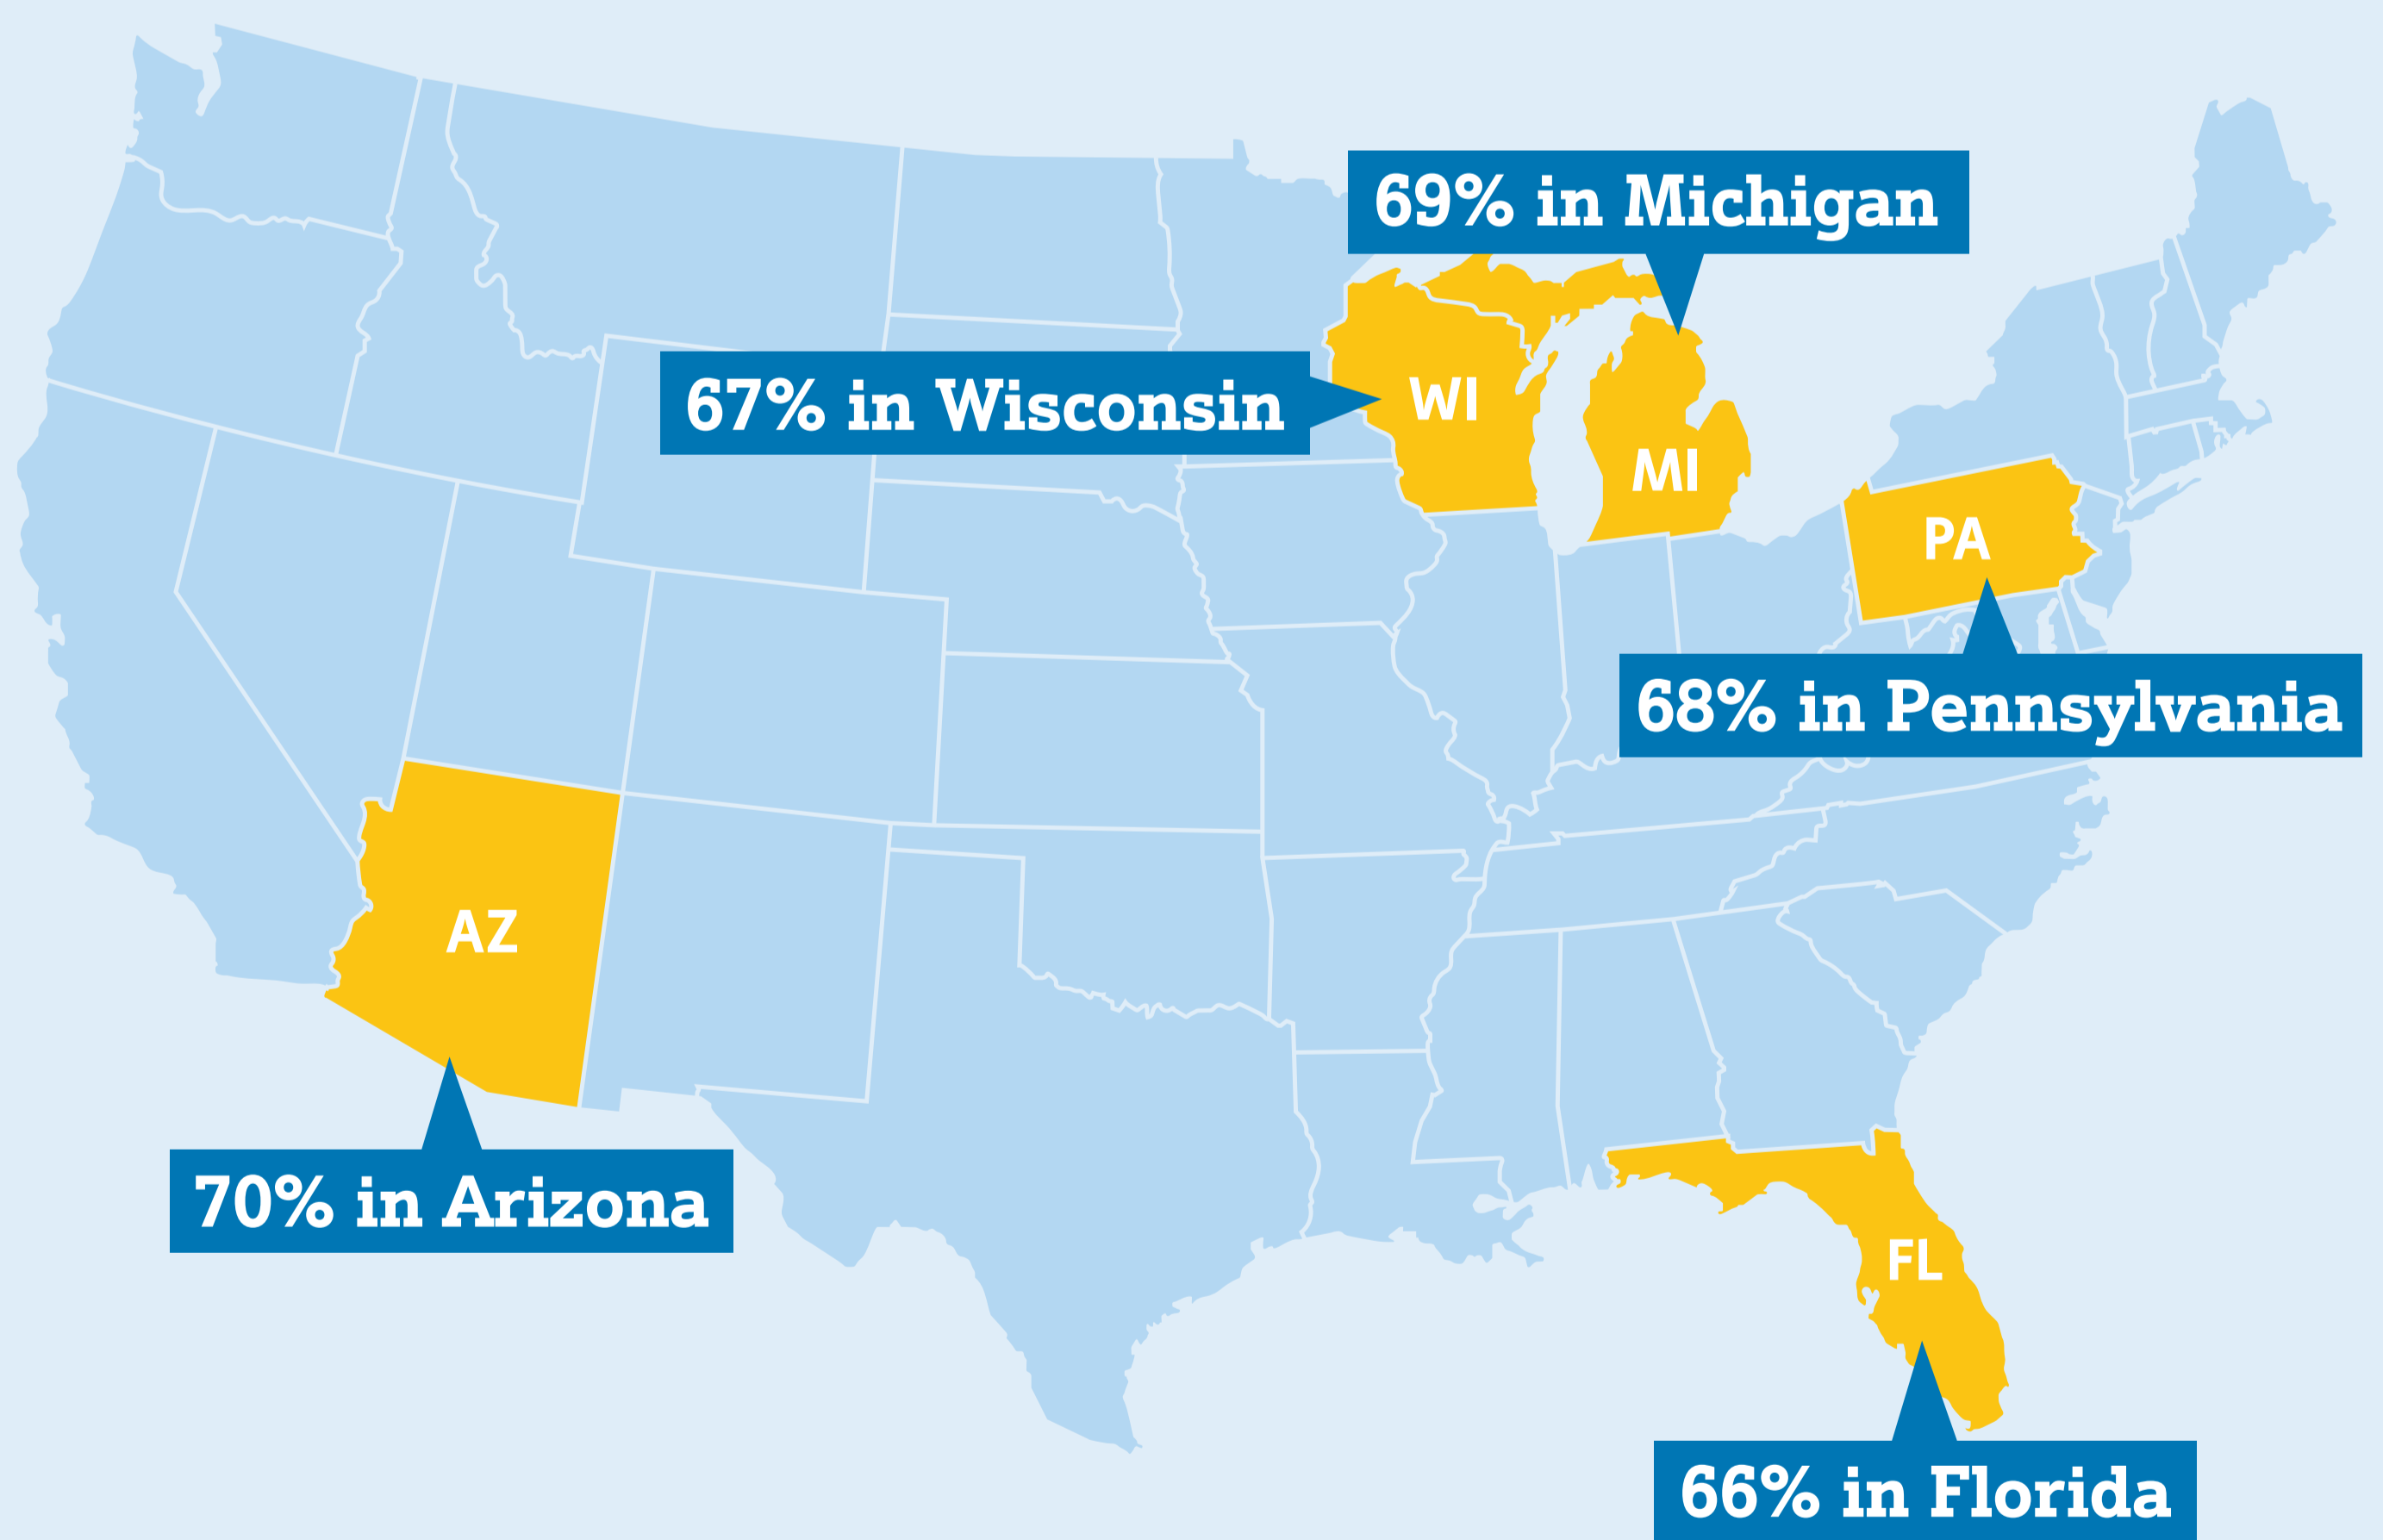 69% in Michigan
67% in Wisconsin
WI
MI
PA
68% in Pennsylvania
AZ
70% in Arizona
FL
66% in Florida